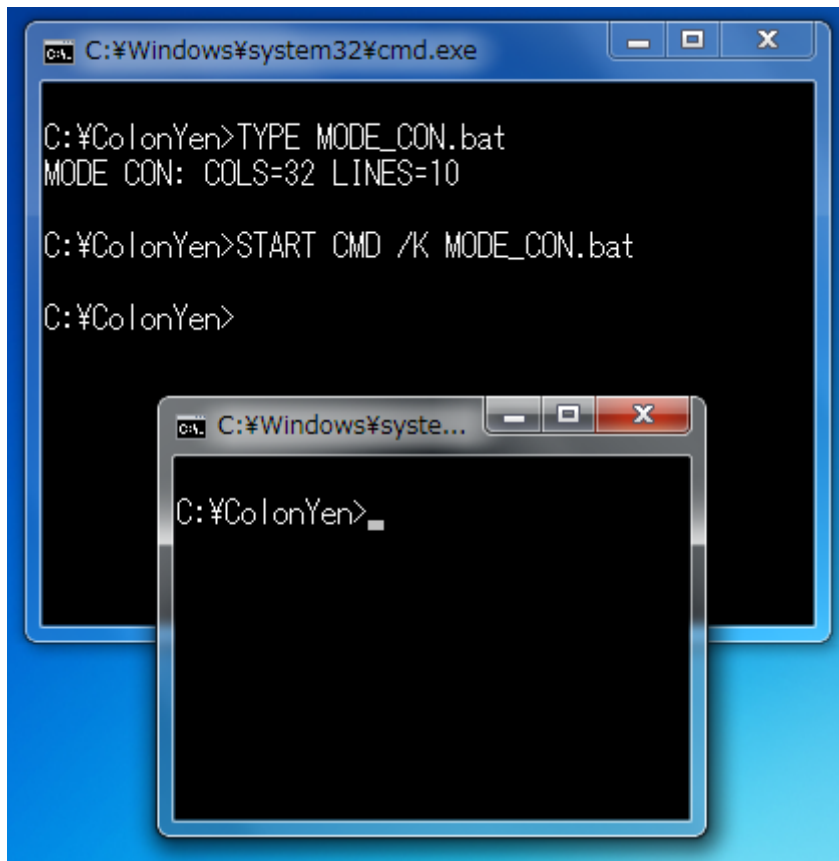 C:¥Windows¥system32¥cmd.exe
C:¥ColonYen>TYPE MODE_CON.bat
MODE CON: COLS=32 LINES=10
C:¥ColonYen>START CMD /K MODE_CON.bat
C:¥ColonYen>
C:¥Windows¥syste...
C:¥ColonYen>